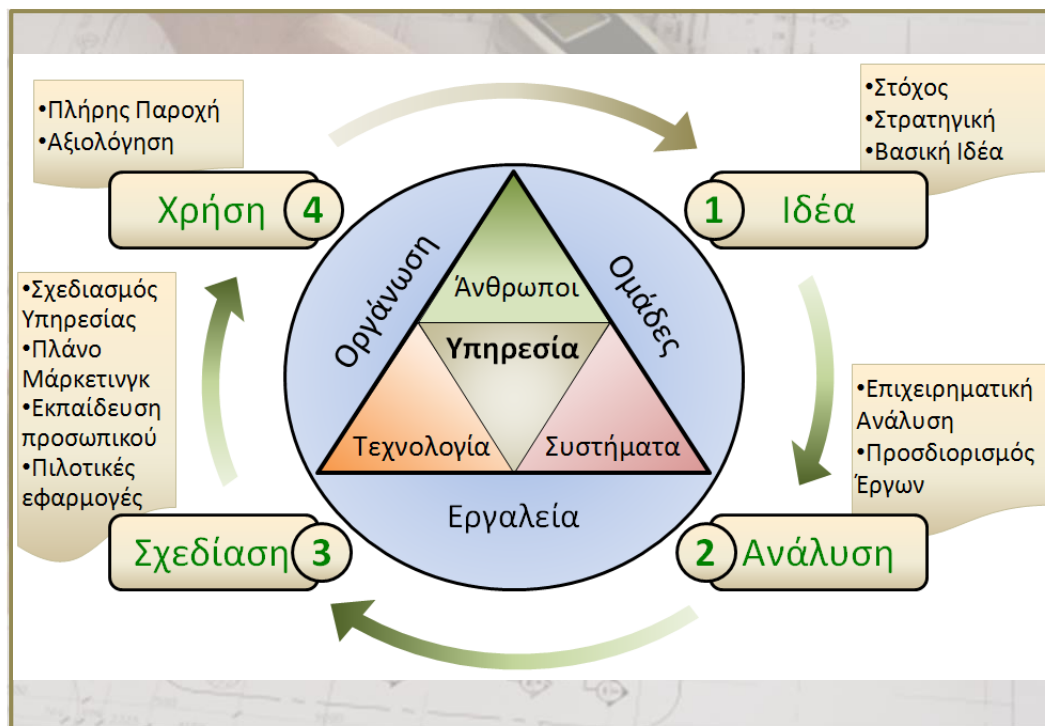 •Πλήρης Παροχή
•Αξιολόγηση
Χρήση 4
•Στόχος
•Στρατηγική
•Βασική Ιδέα
1 Ιδέα
Οργάνωση
Ομάδες
Άνθρωποι
Υπηρεσία
Τεχνολογία
Συστήματα
Εργαλεία
•Επιχειρηματική
Ανάλυση
•Προσδιορισμός
Έργων
2 Ανάλυση
•Σχεδιασμός
Υπηρεσίας
•Πλάνο
Μάρκετινγκ
•Εκπαίδευση
προσωπικού
•Πιλοτικές
εφαρμογές
Σχεδίαση 3